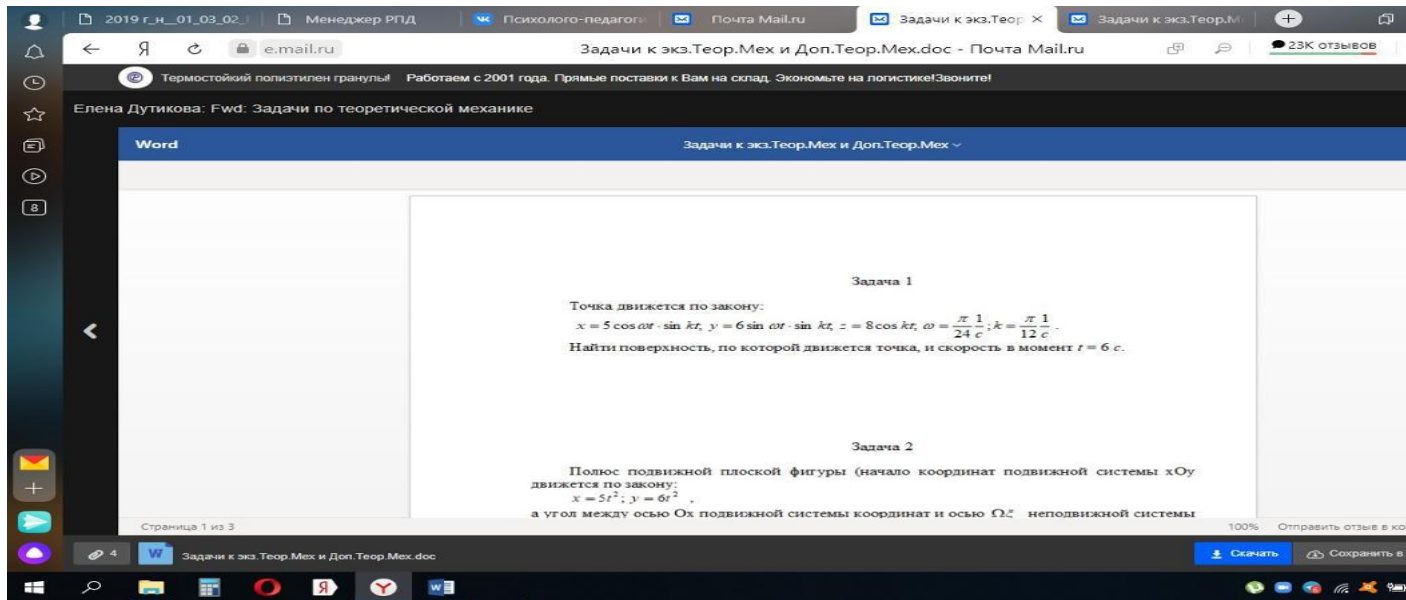 2019 г_н__01_03_02_
Менеджер РПД
Психолого-педагоги
Почта Mail.ru
Задачи к экз.Теор
Задачи к экз.Теор.М
Я
e.mail.ru
Задачи к экз.Теор.Мех и Доп.Теор.Мех.doc - Почта Mail.ru
23К отзывов
Термостойкий полиэтилен гранулы! Работаем с 2001 года. Прямые поставки к Вам на склад. Экономьте на логистике!Звоните!
Елена Дутикова: Fwd: Задачи по теоретической механике
Word
Задачи к экз.Теор.Мех и Доп.Теор.Мех
8
Задача 1
Точка движется по закону:
x = 5 cos ωt · sin kt, y = 6 sin ωt · sin kt, z = 8 cos kt, ω = π/24 1/c ; k = π/12 1/c .
Найти поверхность, по которой движется точка, и скорость в момент t = 6 с.
Задача 2
Полюс подвижной плоской фигуры (начало координат подвижной системы xOy
движется по закону:
x = 5t² ; y = 6t² ,
а угол между осью Ox подвижной системы координат и осью Ωξ неподвижной системы
Страница 1 из 3
100%
Отправить отзыв в ко
4
W
Задачи к экз.Теор.Мех и Доп.Теор.Мех.doc
Скачать
Сохранить в